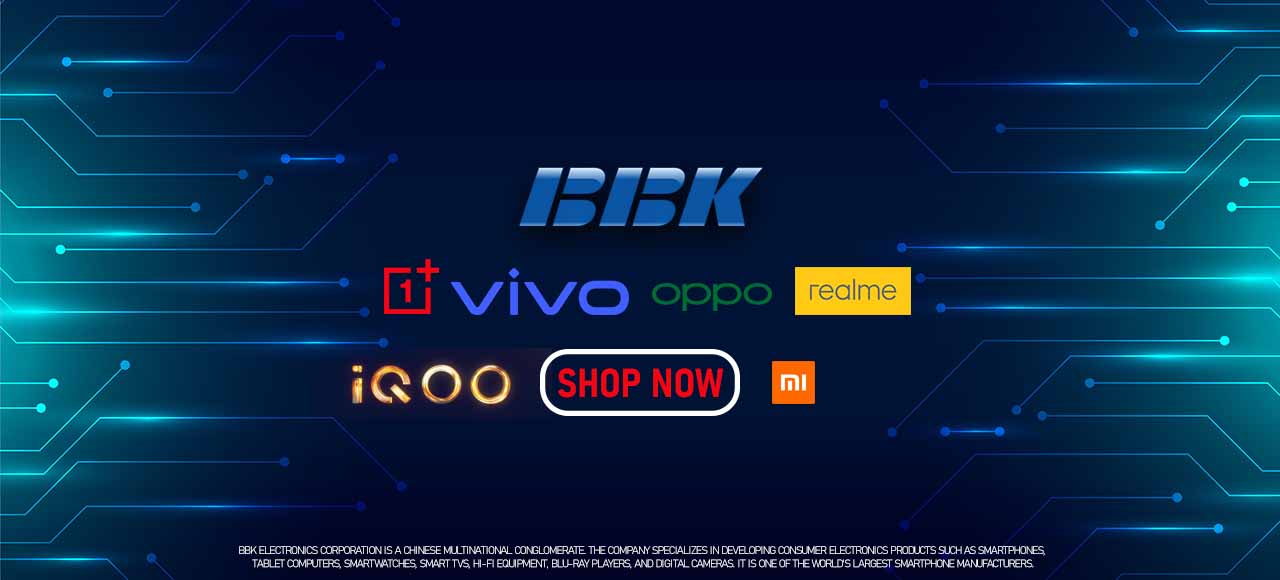 BBK
1+ vivo oppo realme
iQOO SHOP NOW mi
BBK ELECTRONICS CORPORATION IS A CHINESE MULTINATIONAL CONGLOMERATE. THE COMPANY SPECIALIZES IN DEVELOPING CONSUMER ELECTRONICS PRODUCTS SUCH AS SMARTPHONES,
TABLET COMPUTERS, SMARTWATCHES, SMART TVS, HI-FI EQUIPMENT, BLU-RAY PLAYERS, AND DIGITAL CAMERAS. IT IS ONE OF THE WORLD'S LARGEST SMARTPHONE MANUFACTURERS.